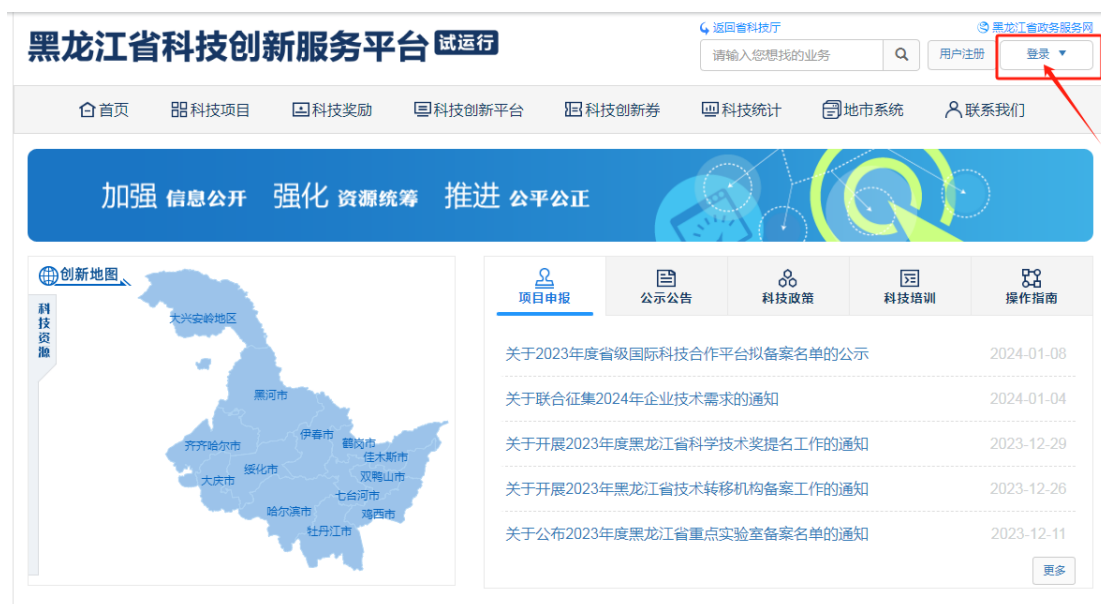 黑龙江省科技创新服务平台 试运行
返回省科技厅
黑龙江省政务服务网
请输入您想找的业务
用户注册
登录
首页
科技项目
科技奖励
科技创新平台
科技创新券
科技统计
地市系统
联系我们
加强 信息公开 强化 资源统筹 推进 公平公正
创新地图
科技资源
大兴安岭地区
黑河市
伊春市
鹤岗市
齐齐哈尔市
佳木斯市
绥化市
双鸭山市
大庆市
七台河市
哈尔滨市
鸡西市
牡丹江市
项目申报
公示公告
科技政策
科技培训
操作指南
关于2023年度省级国际科技合作平台拟备案名单的公示 2024-01-08
关于联合征集2024年企业技术需求的通知 2024-01-04
关于开展2023年度黑龙江省科学技术奖提名工作的通知 2023-12-29
关于开展2023年黑龙江省技术转移机构备案工作的通知 2023-12-26
关于公布2023年度黑龙江省重点实验室备案名单的通知 2023-12-11
更多